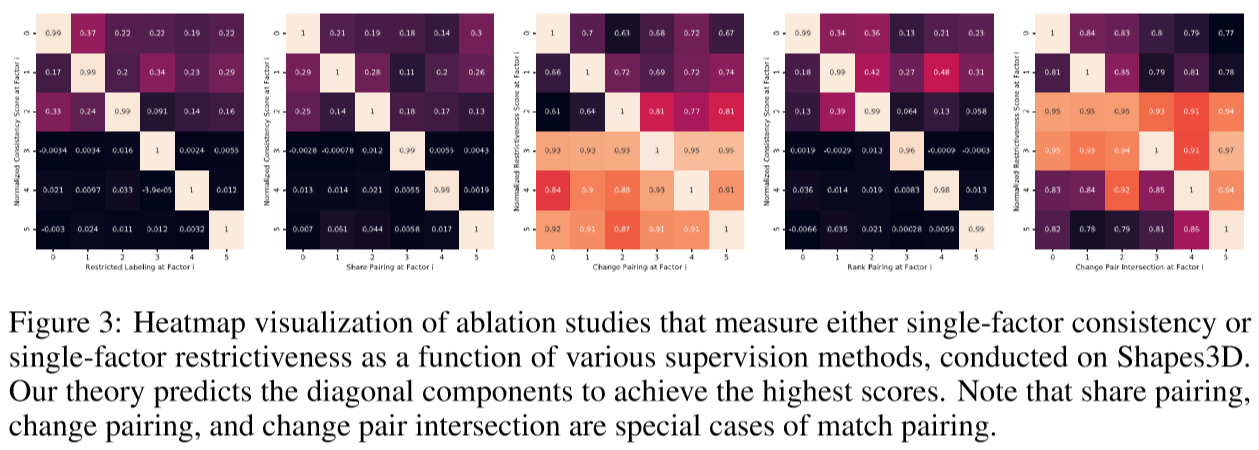 Normalized Consistency Score at Factor i
0 0.99 0.37 0.22 0.22 0.19 0.22
1 0.17 0.99 0.2 0.34 0.23 0.29
2 0.33 0.24 0.99 0.091 0.14 0.16
3 -0.0034 0.0034 0.016 1 0.0024 0.0055
4 0.021 0.0097 0.033 -3.9e-05 1 0.012
5 -0.003 0.024 0.011 0.012 0.0032 1
0 1 2 3 4 5
Restricted Labeling at Factor i
Normalized Consistency Score at Factor i
0 1 0.21 0.19 0.18 0.14 0.3
1 0.29 1 0.28 0.11 0.2 0.26
2 0.25 0.14 1 0.18 0.17 0.13
3 -0.0028 -0.00078 0.012 0.99 0.0055 0.0043
4 0.013 0.014 0.021 0.0055 0.99 0.0019
5 0.007 0.061 0.044 0.0058 0.017 1
0 1 2 3 4 5
Share Pairing at Factor i
Normalized Restrictiveness Score at Factor i
0 1 0.7 0.63 0.68 0.72 0.67
1 0.66 1 0.72 0.69 0.72 0.74
2 0.61 0.64 1 0.81 0.77 0.81
3 0.93 0.93 0.93 1 0.95 0.95
4 0.84 0.9 0.88 0.93 1 0.91
5 0.92 0.91 0.87 0.91 0.91 1
0 1 2 3 4 5
Change Pairing at Factor i
Normalized Consistency Score at Factor i
0 0.99 0.34 0.36 0.13 0.21 0.23
1 0.18 0.99 0.42 0.27 0.48 0.31
2 0.13 0.39 0.99 0.064 0.13 0.058
3 0.0019 -0.0029 0.013 0.96 -0.0009 -0.0003
4 0.036 0.014 0.019 0.0083 0.98 0.013
5 -0.0066 0.035 0.021 0.00028 0.0059 0.99
0 1 2 3 4 5
Rank Pairing at Factor i
Normalized Restrictiveness Score at Factor i
0 1 0.84 0.83 0.8 0.79 0.77
1 0.81 1 0.85 0.79 0.81 0.78
2 0.95 0.95 0.95 0.93 0.91 0.94
3 0.95 0.93 0.94 1 0.91 0.97
4 0.83 0.84 0.92 0.85 1 0.94
5 0.82 0.78 0.79 0.81 0.86 1
0 1 2 3 4 5
Change Pair Intersection at Factor i
Figure 3: Heatmap visualization of ablation studies that measure either single-factor consistency or
single-factor restrictiveness as a function of various supervision methods, conducted on Shapes3D.
Our theory predicts the diagonal components to achieve the highest scores. Note that share pairing,
change pairing, and change pair intersection are special cases of match pairing.